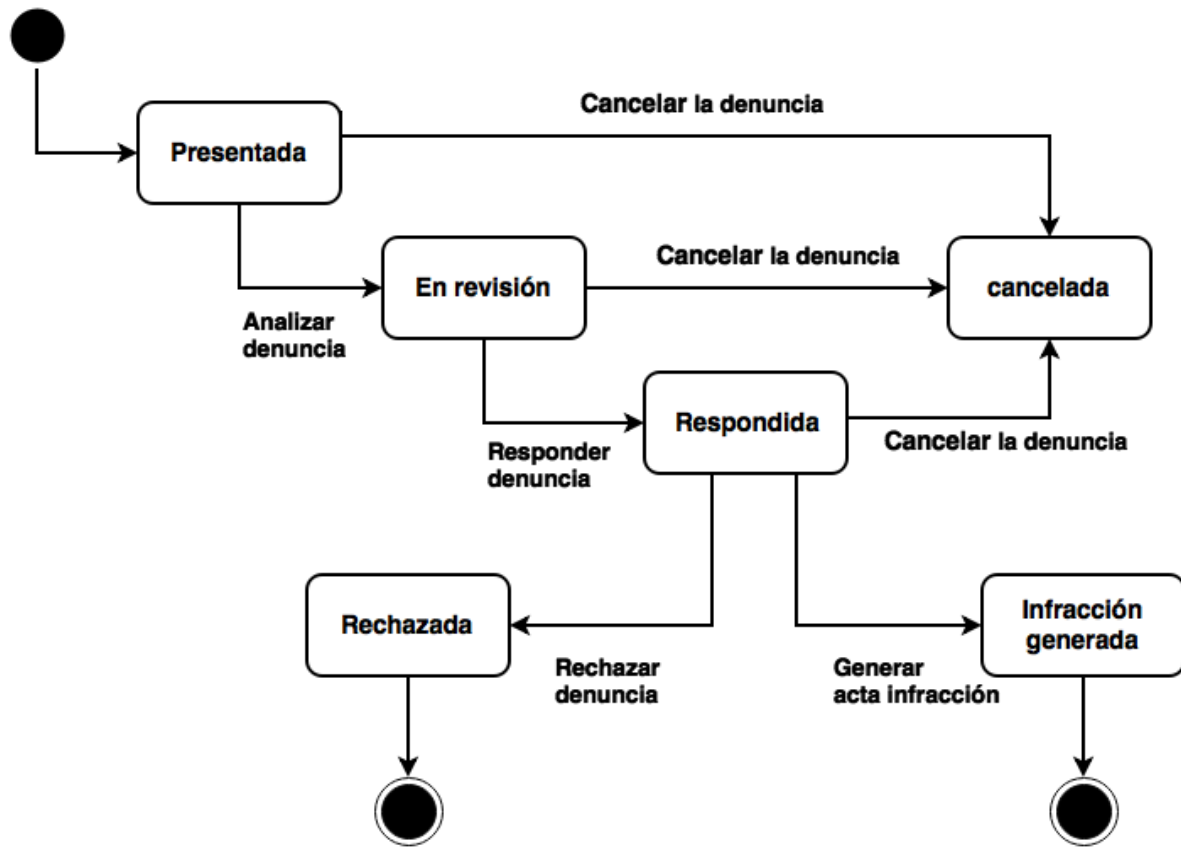 Cancelar la denuncia
Presentada
Cancelar la denuncia
En revisión
cancelada
Analizar
denuncia
Respondida
Cancelar la denuncia
Responder
denuncia
Rechazada
Infracción
generada
Rechazar
denuncia
Generar
acta infracción